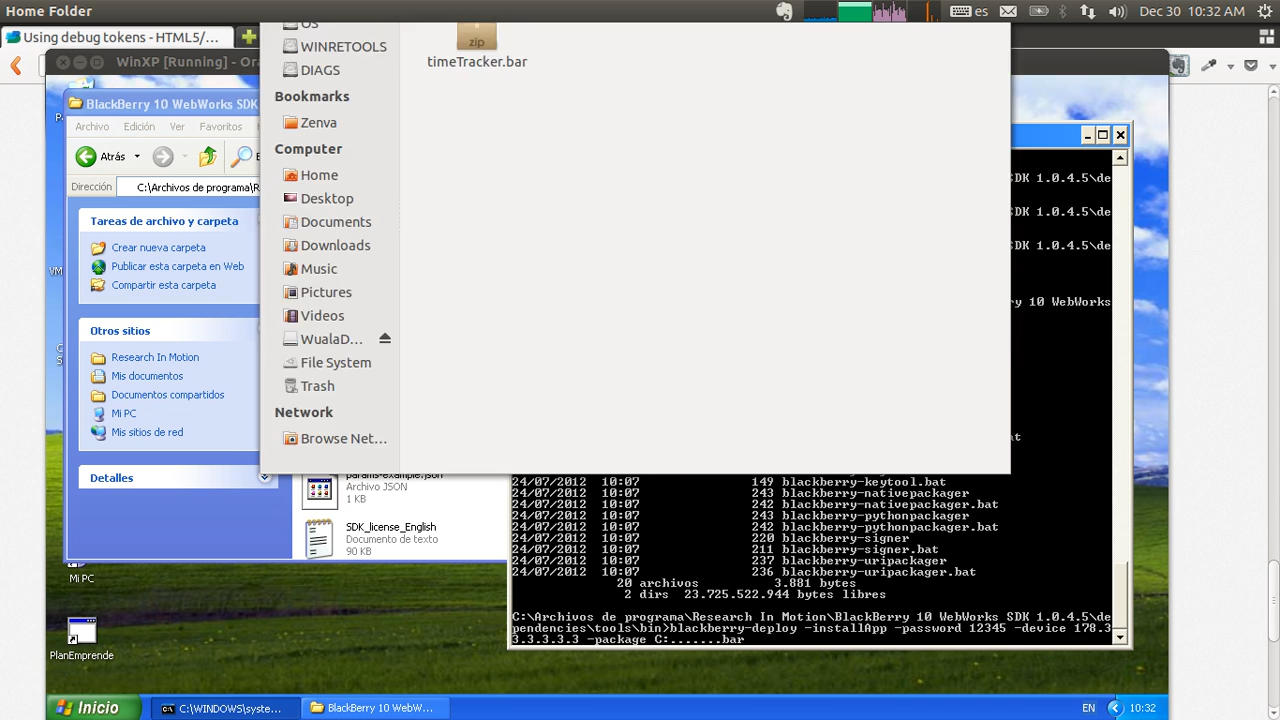 Home Folder
es
Dec 30 10:32 AM
Using debug tokens - HTML5/...
WinXP [Running] - Ora
BlackBerry 10 WebWorks SDK
Archivo Edición Ver Favoritos
Atrás
Dirección C:\Archivos de programa\R
Tareas de archivo y carpeta
Crear nueva carpeta
Publicar esta carpeta en Web
Compartir esta carpeta
Otros sitios
Research In Motion
Mis documentos
Documentos compartidos
Mi PC
Mis sitios de red
Detalles
OS
WINRETOOLS
DIAGS
Bookmarks
Zenva
Computer
Home
Desktop
Documents
Downloads
Music
Pictures
Videos
WualaD...
File System
Trash
Network
Browse Net...
zip
timeTracker.bar
SDK 1.0.4.5\de
SDK 1.0.4.5\de
SDK 1.0.4.5\de
ry 10 WebWorks
at
params-example.json
Archivo JSON
1 KB
SDK_license_English
Documento de texto
90 KB
24/07/2012 10:07 149 blackberry-keytool.bat
24/07/2012 10:07 243 blackberry-nativepackager
24/07/2012 10:07 242 blackberry-nativepackager.bat
24/07/2012 10:07 243 blackberry-pythonpackager
24/07/2012 10:07 242 blackberry-pythonpackager.bat
24/07/2012 10:07 220 blackberry-signer
24/07/2012 10:07 211 blackberry-signer.bat
24/07/2012 10:07 237 blackberry-uripackager
24/07/2012 10:07 236 blackberry-uripackager.bat
20 archivos 3.881 bytes
2 dirs 23.725.522.944 bytes libres
C:\Archivos de programa\Research In Motion\BlackBerry 10 WebWorks SDK 1.0.4.5\de
pendencies\tools\bin>blackberry-deploy -installApp -password 12345 -device 178.3
3.3.3.3.3 -package C:.......bar
Mi PC
PlanEmprende
Inicio
C:\WINDOWS\syste...
BlackBerry 10 WebW...
EN
10:32